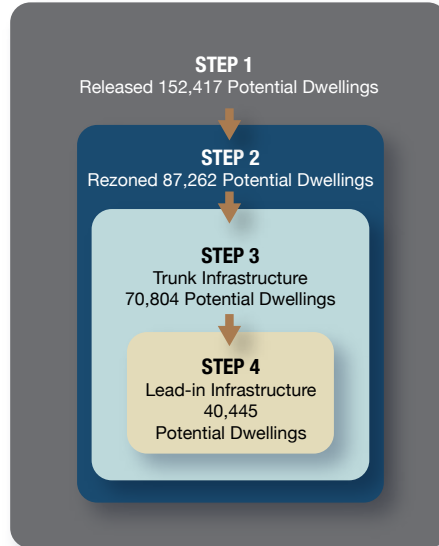 STEP 1
Released 152,417 Potential Dwellings
STEP 2
Rezoned 87,262 Potential Dwellings
STEP 3
Trunk Infrastructure
70,804 Potential Dwellings
STEP 4
Lead-in Infrastructure
40,445
Potential Dwellings